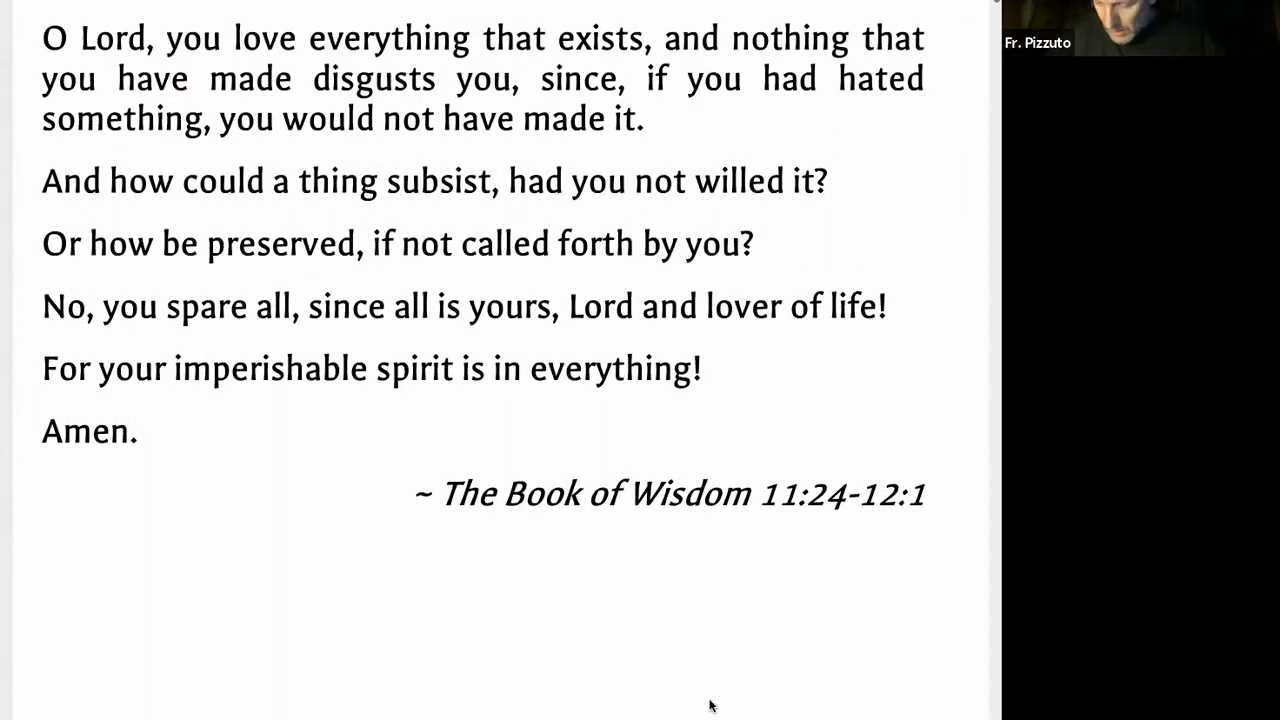 O Lord, you love everything that exists, and nothing that
you have made disgusts you, since, if you had hated
something, you would not have made it.
And how could a thing subsist, had you not willed it?
Or how be preserved, if not called forth by you?
No, you spare all, since all is yours, Lord and lover of life!
For your imperishable spirit is in everything!
Amen.
~ The Book of Wisdom 11:24-12:1
Fr. Pizzuto